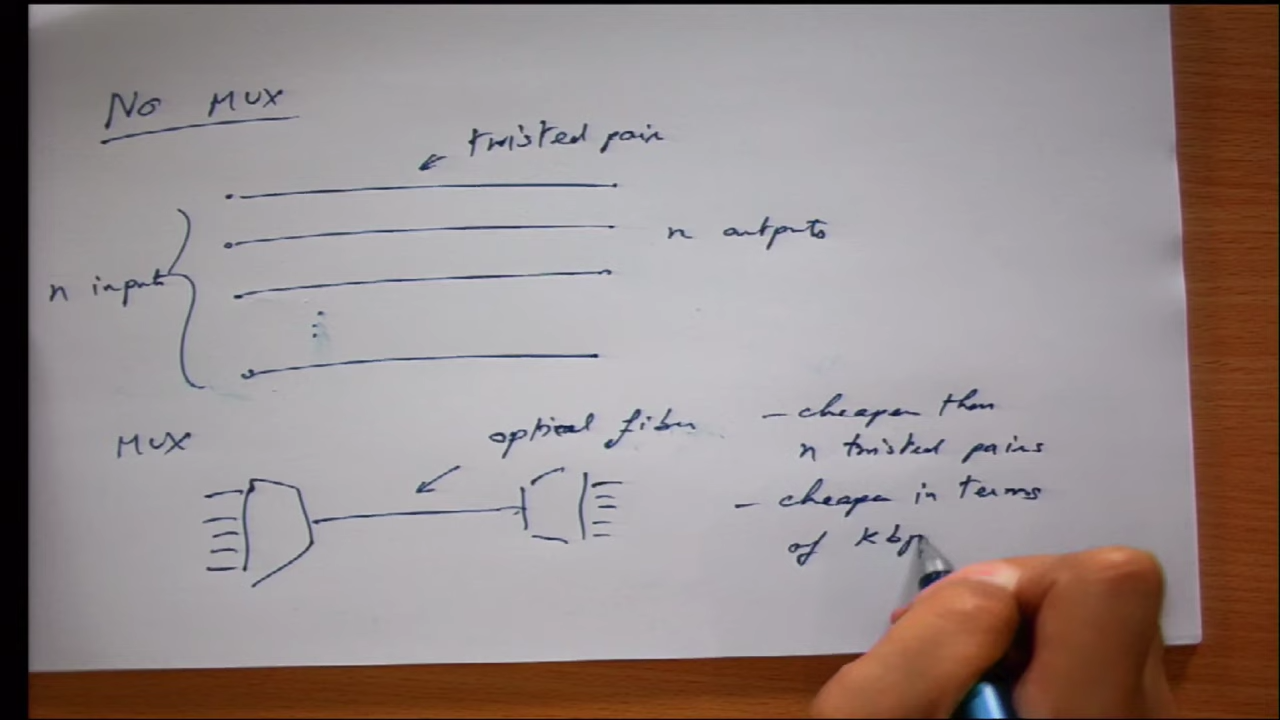 No MUX
twisted pair
n inputs
n outputs
MUX
optical fiber
- cheaper than
n twisted pairs
- cheaper in terms
of kbp